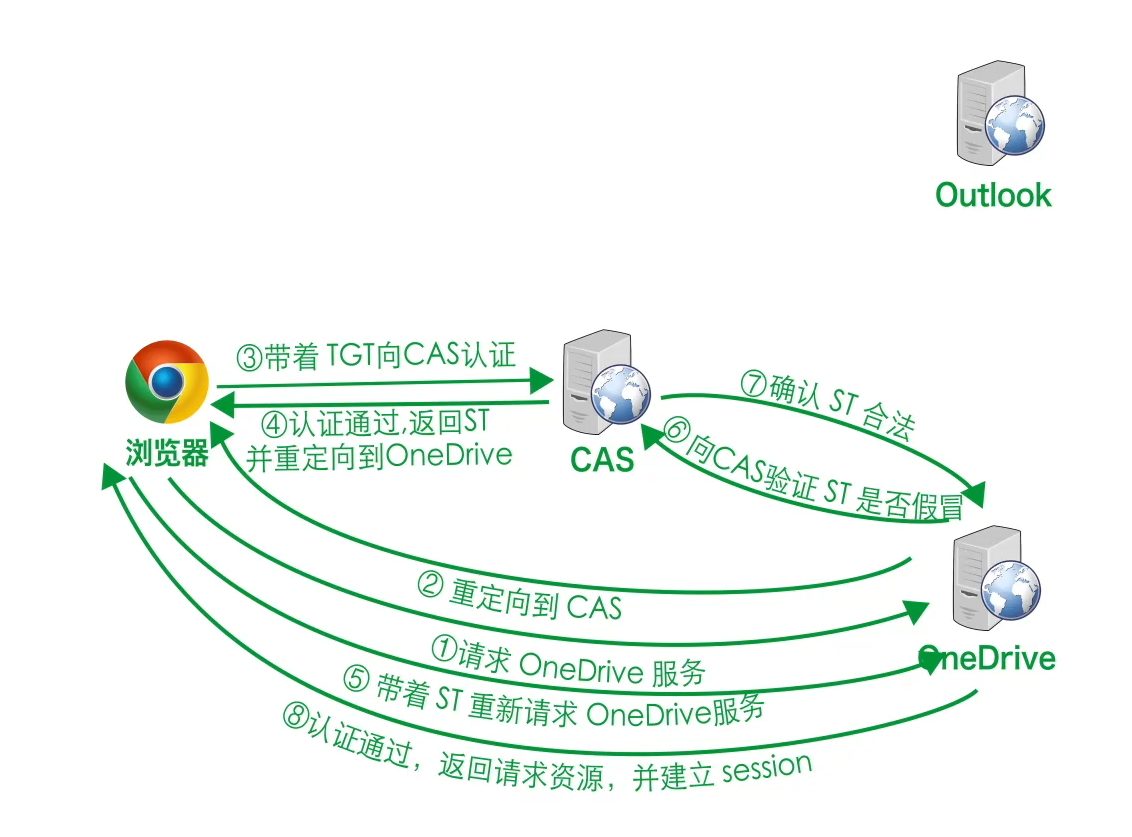 Outlook
③带着 TGT向CAS认证
④认证通过,返回ST
并重定向到OneDrive
浏览器
CAS
⑦确认 ST 合法
⑥向CAS验证 ST 是否假冒
② 重定向到 CAS
①请求 OneDrive 服务
OneDrive
⑤ 带着 ST 重新请求 OneDrive服务
⑧认证通过，返回请求资源，并建立 session